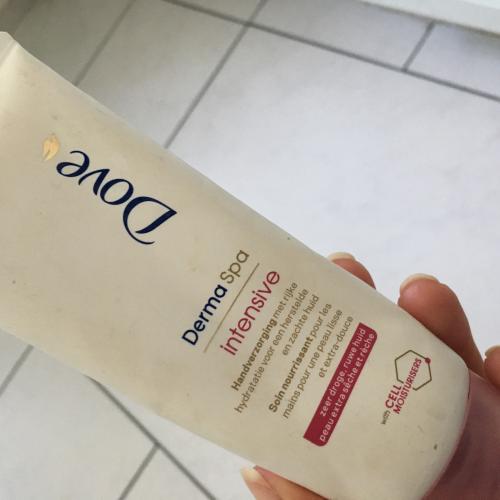 Dove
Derma Spa
intensive
Handverzorging met rijke
hydratatie voor een herstelde
en zachte huid
Soin nourrissant pour les
mains pour une peau lisse
et extra-douce
zeer droge, ruwe huid
peau extra sèche et rèche
with CELL
MOISTURISERS